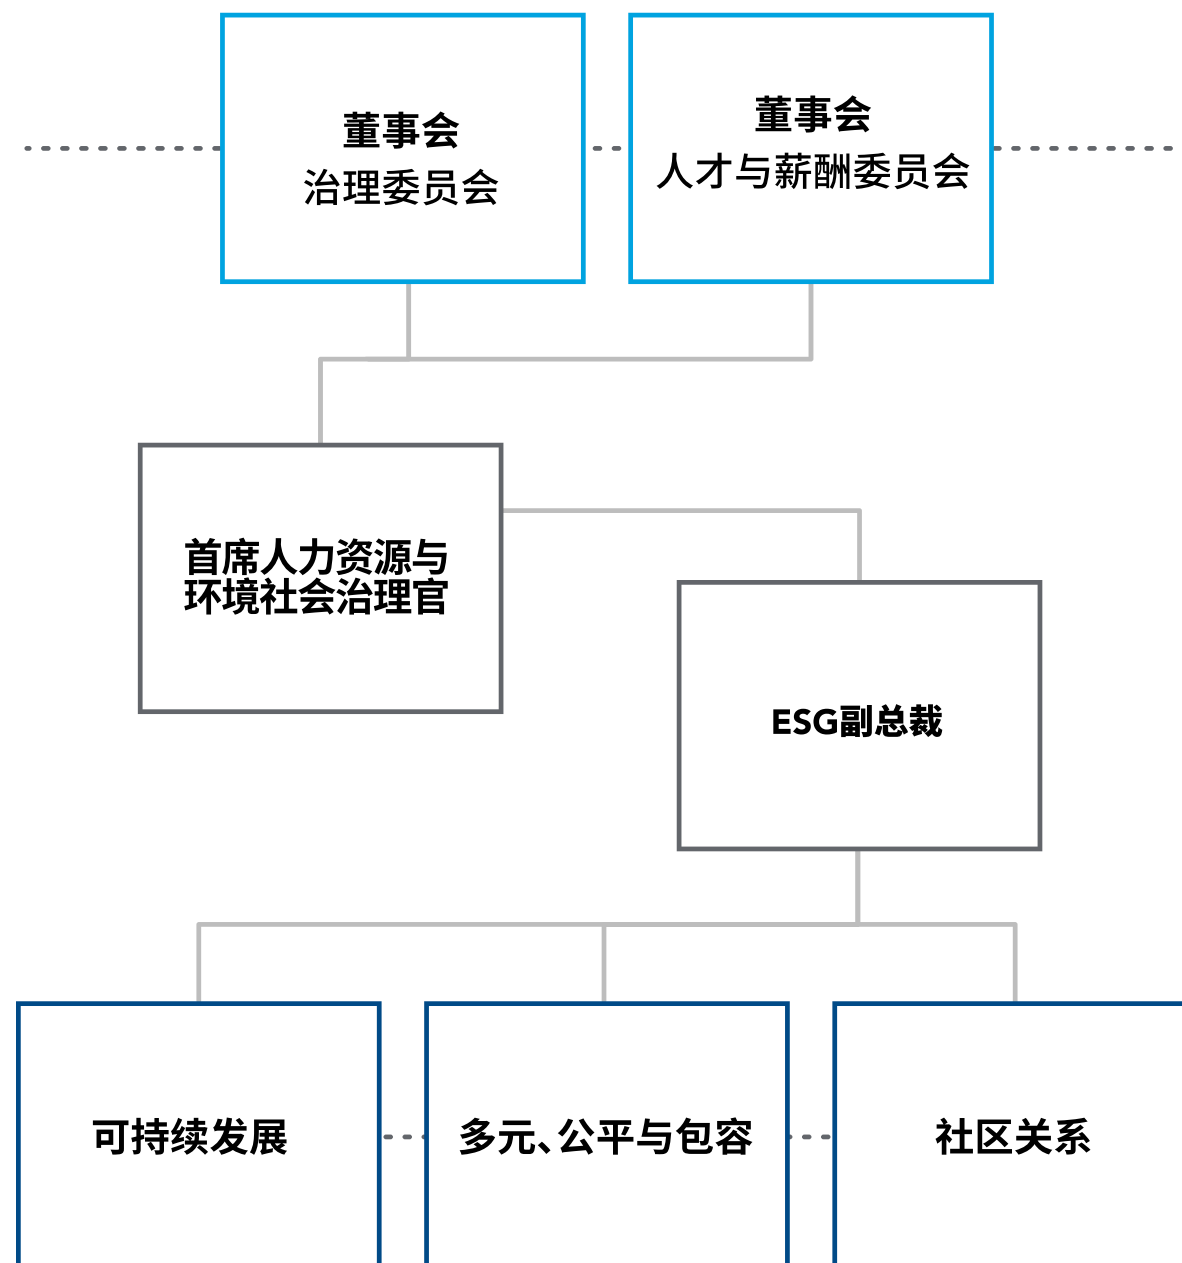 董事会
治理委员会
董事会
人才与薪酬委员会
首席人力资源与
环境社会治理官
ESG副总裁
可持续发展
多元、公平与包容
社区关系